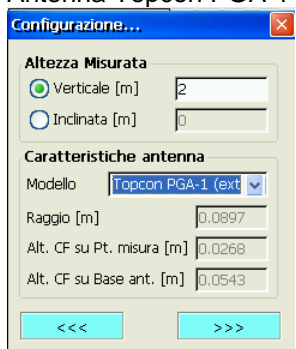 Antenna Topcon PGA-1
Configurazione...
Altezza Misurata
Verticale [m] 2
Inclinata [m] 0
Caratteristiche antenna
Modello Topcon PGA-1 (ext
Raggio [m] 0.0897
Alt. CF su Pt. misura [m] 0.0268
Alt. CF su Base ant. [m] 0.0543
<<< >>>